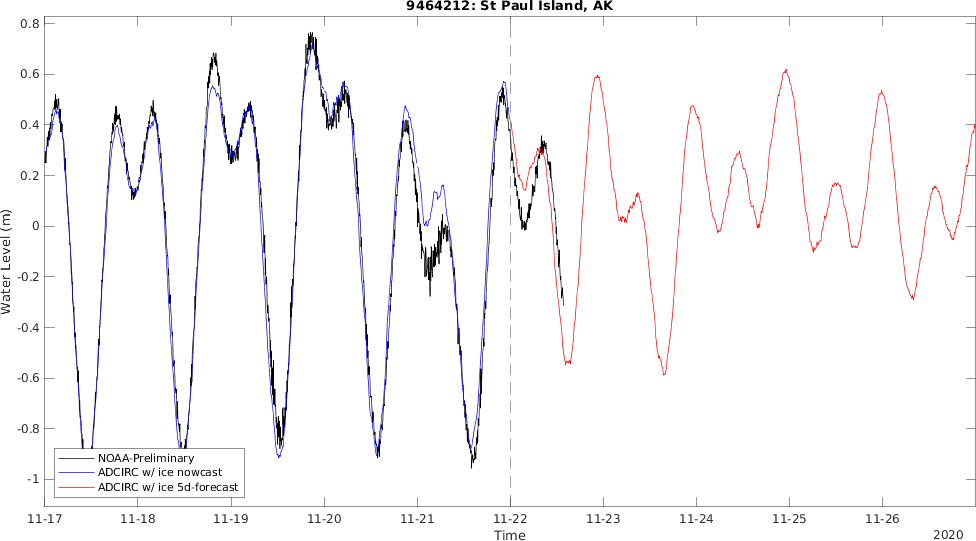 9464212: St Paul Island, AK
0.8
0.6
0.4
0.2
0
-0.2
-0.4
-0.6
-0.8
-1
Water Level (m)
NOAA-Preliminary
ADCIRC w/ ice nowcast
ADCIRC w/ ice 5d-forecast
11-17 11-18 11-19 11-20 11-21 11-22 11-23 11-24 11-25 11-26
Time
2020